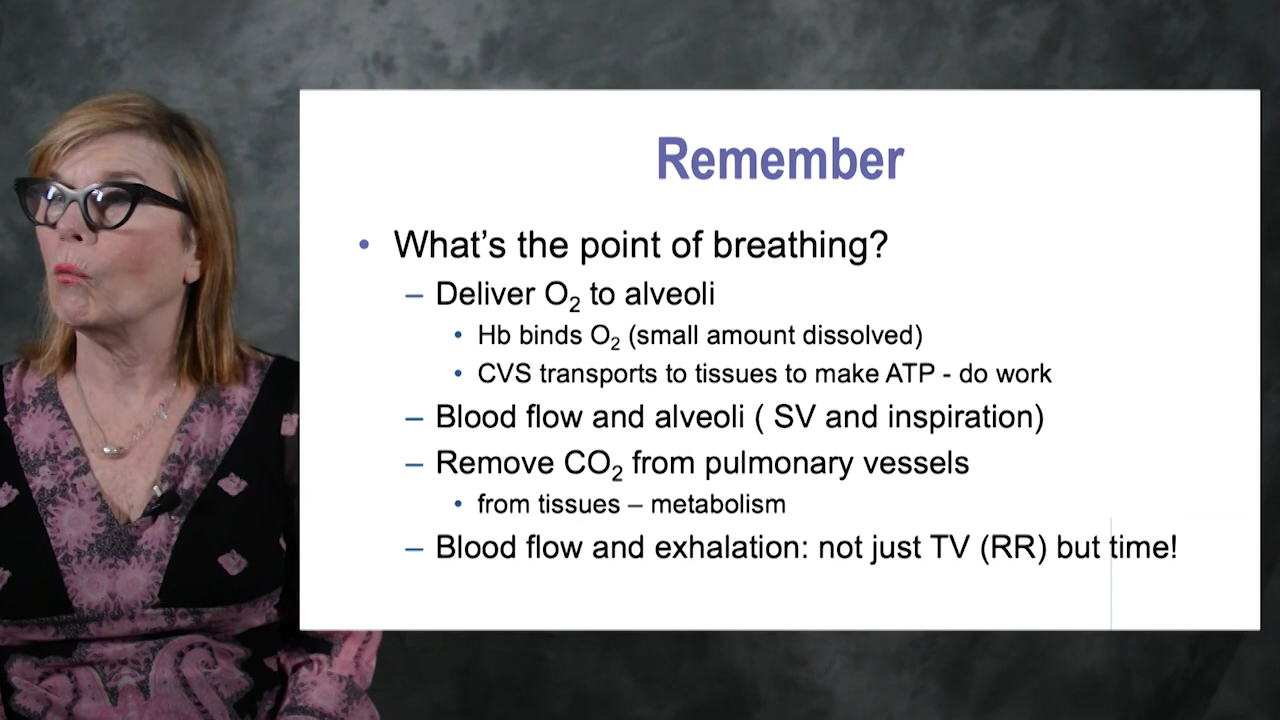 Remember
• What's the point of breathing?
– Deliver O₂ to alveoli
• Hb binds O₂ (small amount dissolved)
• CVS transports to tissues to make ATP - do work
– Blood flow and alveoli ( SV and inspiration)
– Remove CO₂ from pulmonary vessels
• from tissues – metabolism
– Blood flow and exhalation: not just TV (RR) but time!